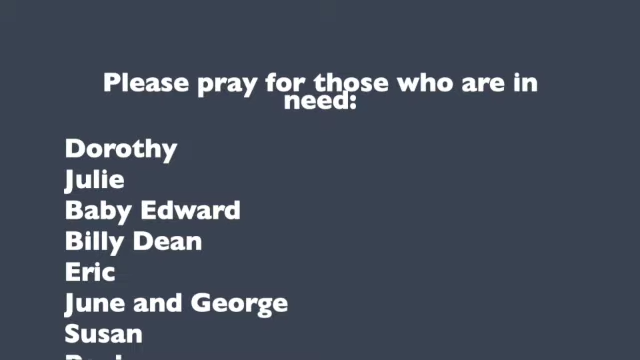 Please pray for those who are in
need:
Dorothy
Julie
Baby Edward
Billy Dean
Eric
June and George
Susan